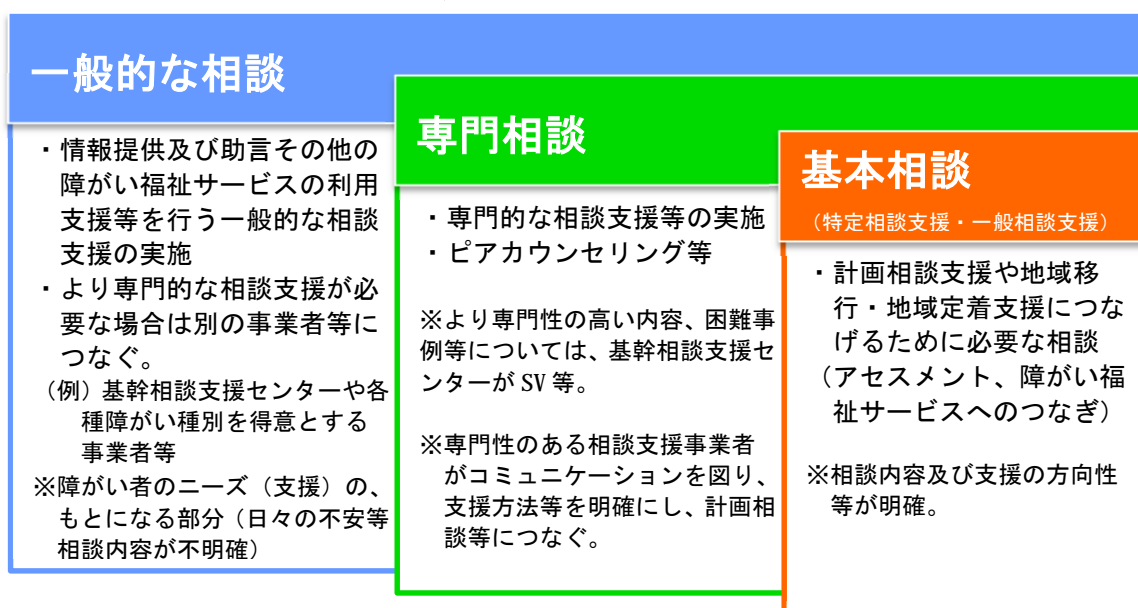 一般的な相談
・情報提供及び助言その他の
障がい福祉サービスの利用
支援等を行う一般的な相談
支援の実施
・より専門的な相談支援が必
要な場合は別の事業者等に
つなぐ。
（例）基幹相談支援センターや各
種障がい種別を得意とする
事業者等
※障がい者のニーズ（支援）の、
もとになる部分（日々の不安等
相談内容が不明確）
専門相談
・専門的な相談支援等の実施
・ピアカウンセリング等
※より専門性の高い内容、困難事
例等については、基幹相談支援セ
ンターが SV 等。
※専門性のある相談支援事業者
がコミュニケーションを図り、
支援方法等を明確にし、計画相
談等につなぐ。
基本相談
（特定相談支援・一般相談支援）
・計画相談支援や地域移
行・地域定着支援につな
げるために必要な相談
（アセスメント、障がい福
祉サービスへのつなぎ）
※相談内容及び支援の方向性
等が明確。